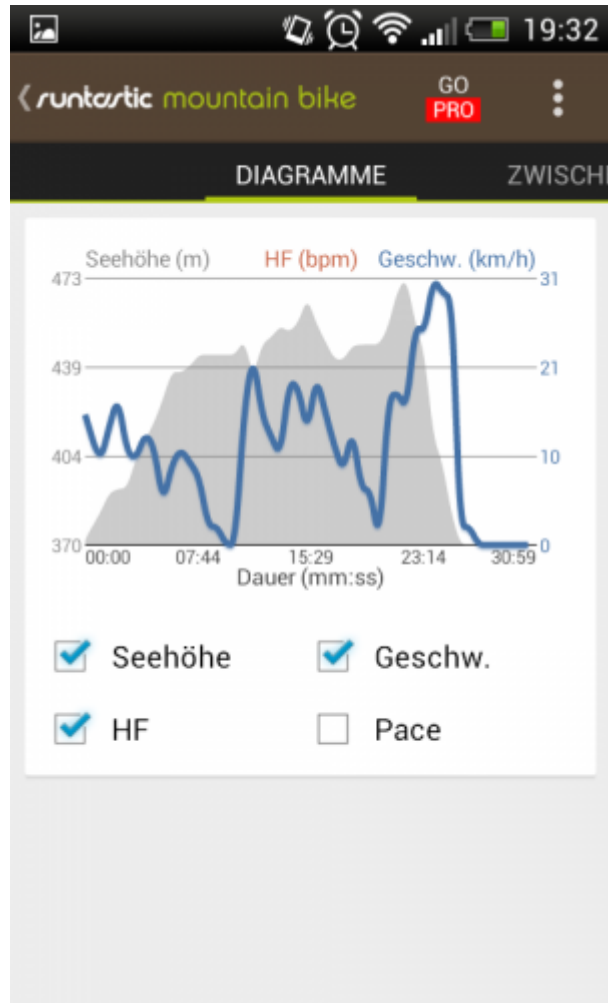 19:32
runtastic mountain bike
GO
PRO
DIAGRAMME
ZWISCH
Seehöhe (m) HF (bpm) Geschw. (km/h)
473 31
439 21
404 10
370 0
00:00 07:44 15:29 23:14 30:59
Dauer (mm:ss)
Seehöhe Geschw.
HF Pace